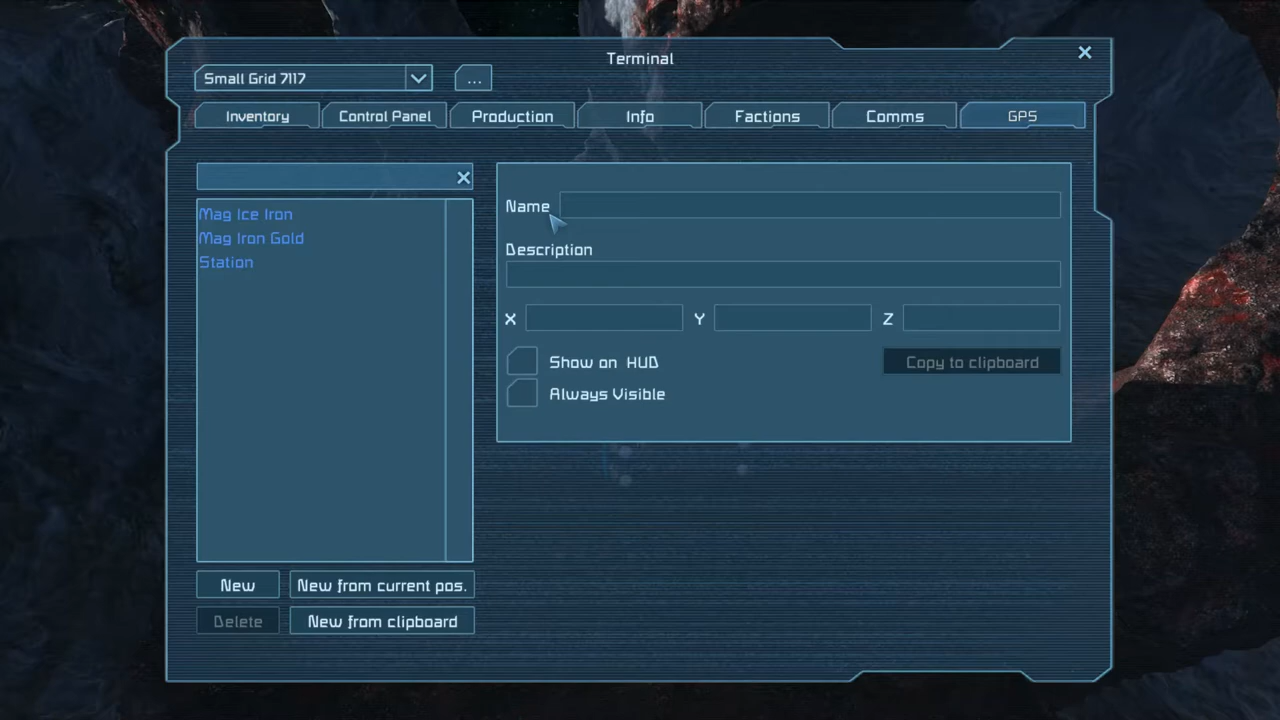 Terminal
Small Grid 7117
...
Inventory
Control Panel
Production
Info
Factions
Comms
GPS
Mag Ice Iron
Mag Iron Gold
Station
Name
Description
X
Y
Z
Show on HUD
Copy to clipboard
Always Visible
New
New from current pos.
Delete
New from clipboard